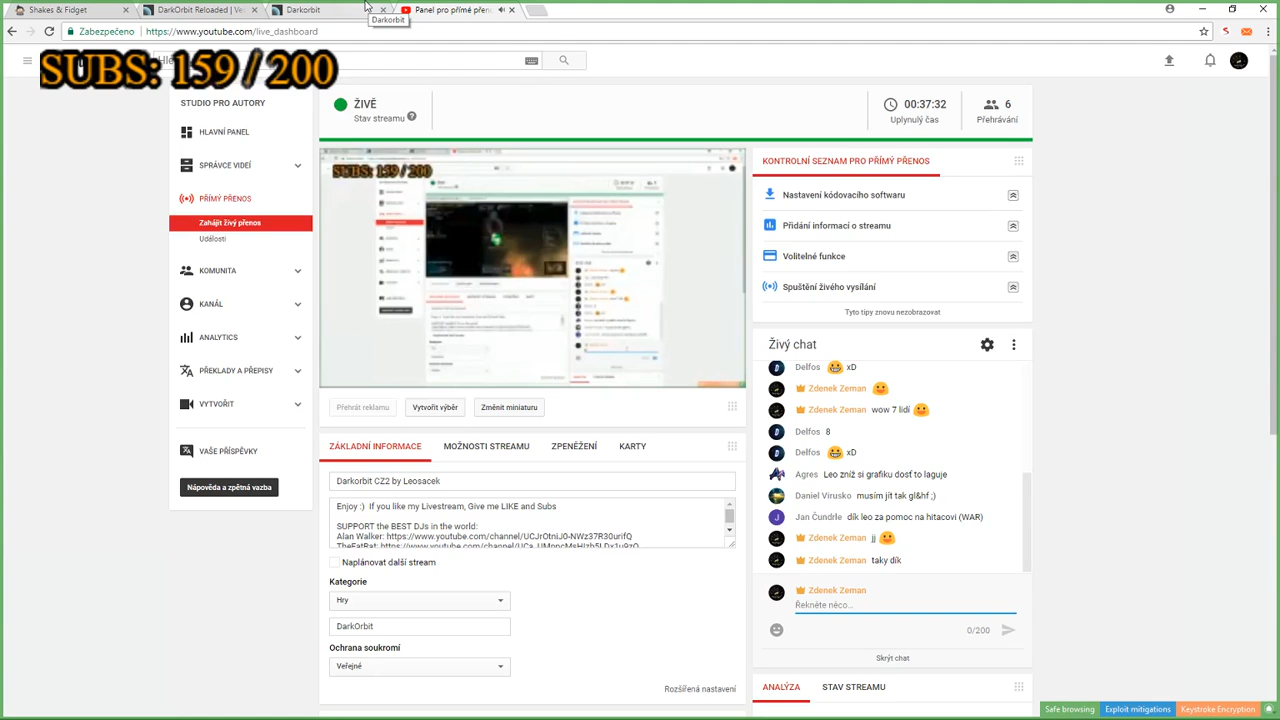 Shakes & Fidget
DarkOrbit Reloaded | Ve
Darkorbit
Panel pro přímé přen
Darkorbit
Zabezpečeno
https://www.youtube.com/live_dashboard
SUBS: 159 / 200
STUDIO PRO AUTORY
HLAVNÍ PANEL
SPRÁVCE VIDEÍ
PŘÍMÝ PŘENOS
Zahájit živý přenos
Události
KOMUNITA
KANÁL
ANALYTICS
PŘEKLADY A PŘEPISY
VYTVOŘIT
VAŠE PŘÍSPĚVKY
Nápověda a zpětná vazba
ŽIVĚ
Stav streamu
00:37:32
Uplynulý čas
6
Přehrávání
SUBS: 159 / 200
Přehrát reklamu
Vytvořit výběr
Změnit miniaturu
ZÁKLADNÍ INFORMACE
MOŽNOSTI STREAMU
ZPENĚŽENÍ
KARTY
Darkorbit CZ2 by Leosacek
Enjoy :) If you like my Livestream, Give me LIKE and Subs
SUPPORT the BEST DJs in the world:
Alan Walker: https://www.youtube.com/channel/UCJrOtniJ0-NWz37R30urifQ
Naplánovat další stream
Kategorie
Hry
DarkOrbit
Ochrana soukromí
Veřejné
Rozšířená nastavení
KONTROLNÍ SEZNAM PRO PŘÍMÝ PŘENOS
Nastavení kódovacího softwaru
Přidání informací o streamu
Volitelné funkce
Spuštění živého vysílání
Tyto tipy znovu nezobrazovat
Živý chat
Delfos xD
Zdenek Zeman
Zdenek Zeman wow 7 lidí
Delfos 8
Delfos xD
Agres Leo zniž si grafiku dosť to laguje
Daniel Virusko musím jít tak gl&hf ;)
Jan Čundrle dík leo za pomoc na hitacovi (WAR)
Zdenek Zeman jj
Zdenek Zeman taky dík
Zdenek Zeman
Řekněte něco...
0/200
Skrýt chat
ANALÝZA
STAV STREAMU
Safe browsing
Exploit mitigations
Keystroke Encryption